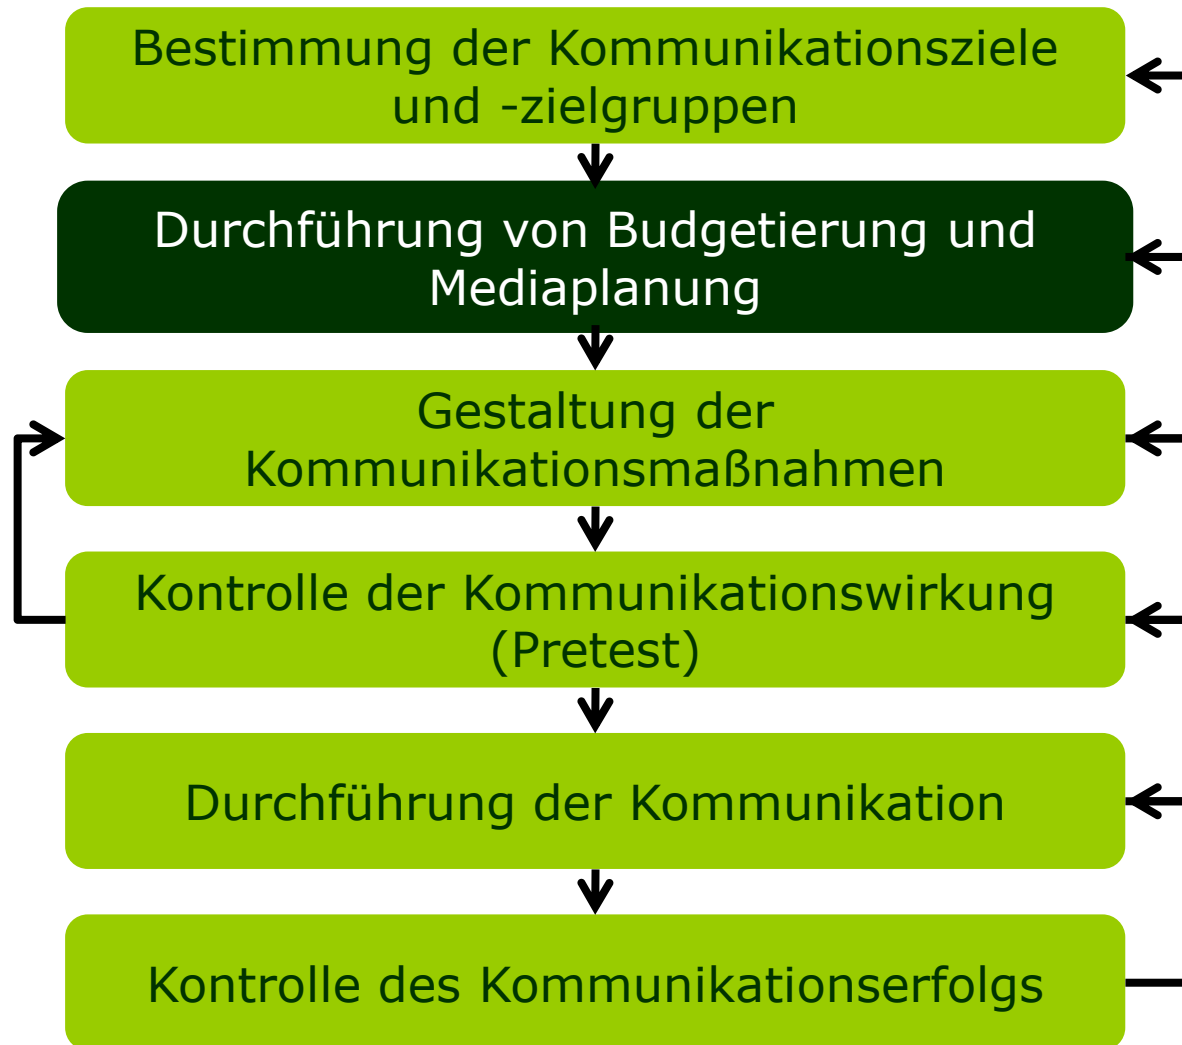 Bestimmung der Kommunikationsziele
und -zielgruppen
Durchführung von Budgetierung und
Mediaplanung
Gestaltung der
Kommunikationsmaßnahmen
Kontrolle der Kommunikationswirkung
(Pretest)
Durchführung der Kommunikation
Kontrolle des Kommunikationserfolgs